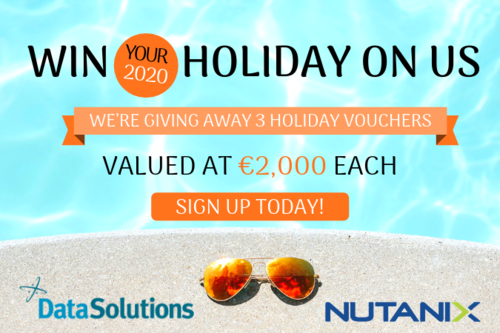 WIN YOUR 2020 HOLIDAY ON US
WE'RE GIVING AWAY 3 HOLIDAY VOUCHERS
VALUED AT €2,000 EACH
SIGN UP TODAY!
DataSolutions NUTANIX